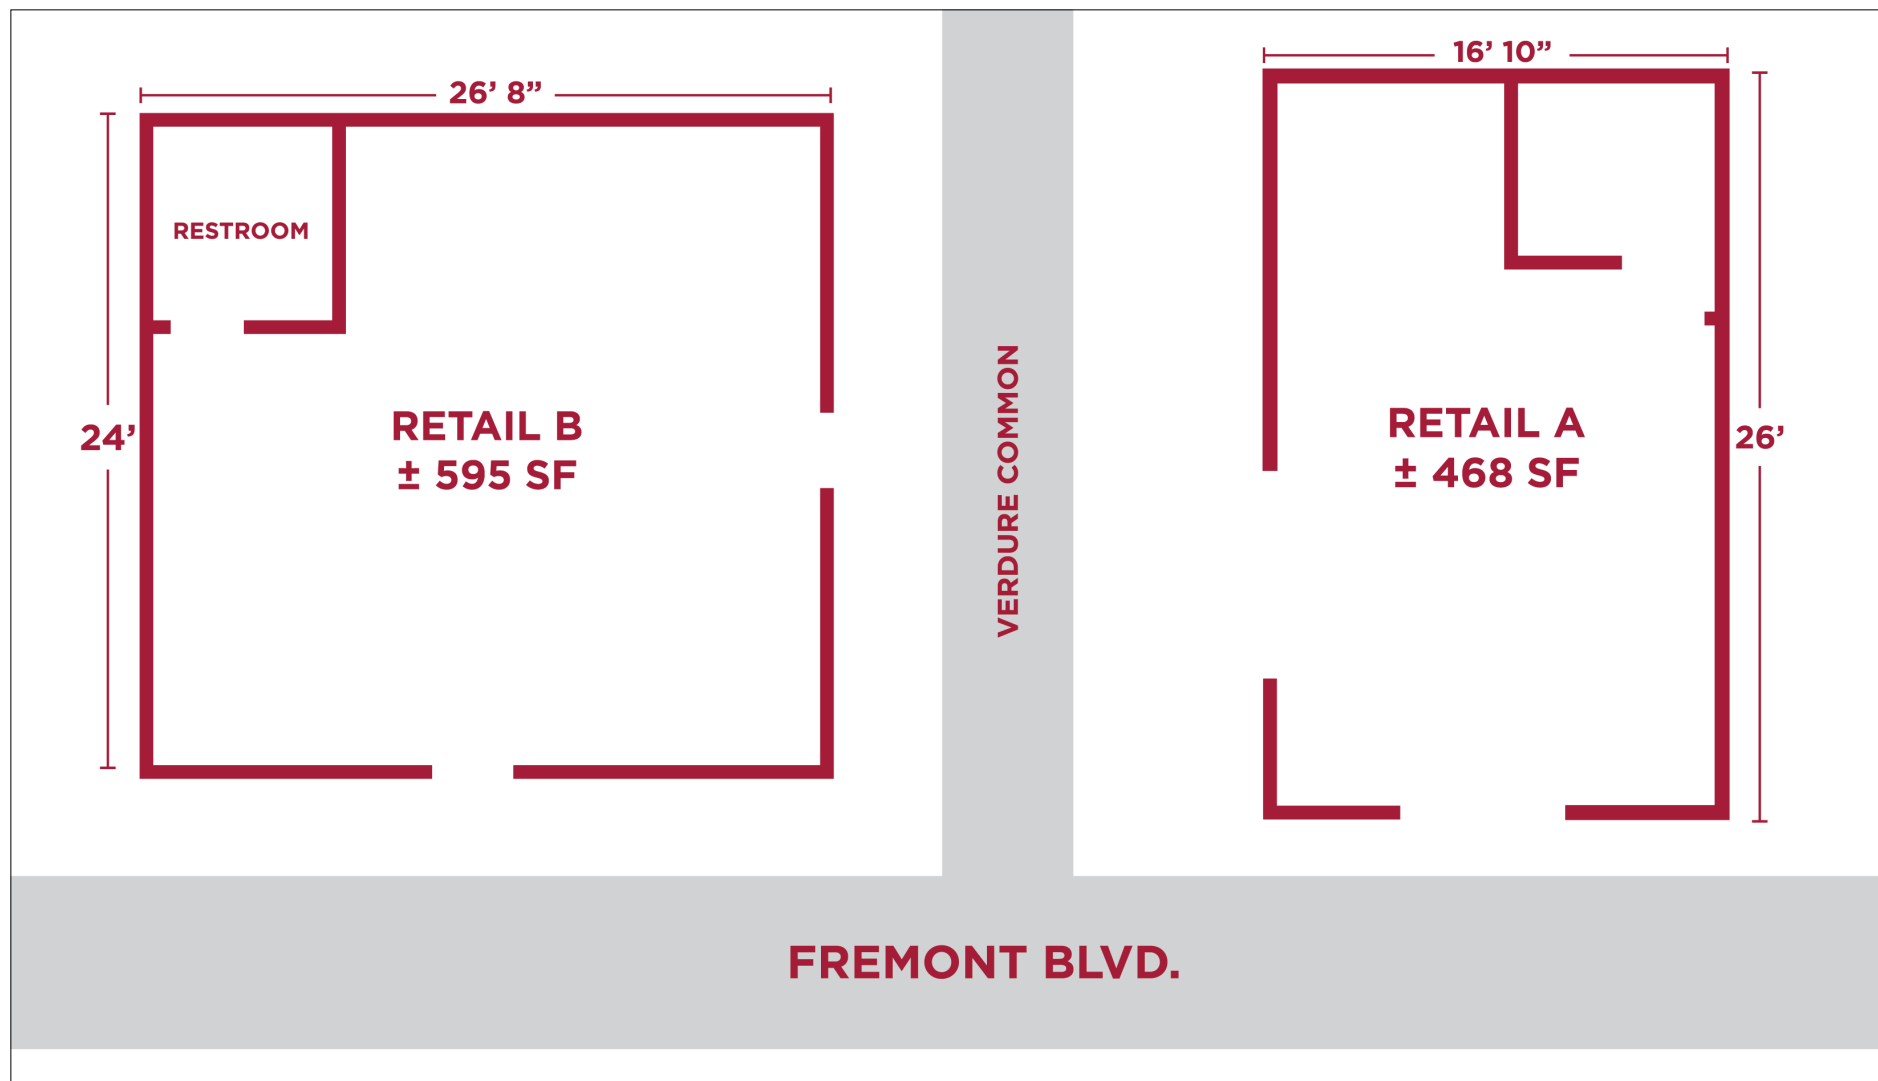 26’ 8”
24’
RESTROOM
RETAIL B
± 595 SF
VERDURE COMMON
16’ 10”
26’
RETAIL A
± 468 SF
FREMONT BLVD.